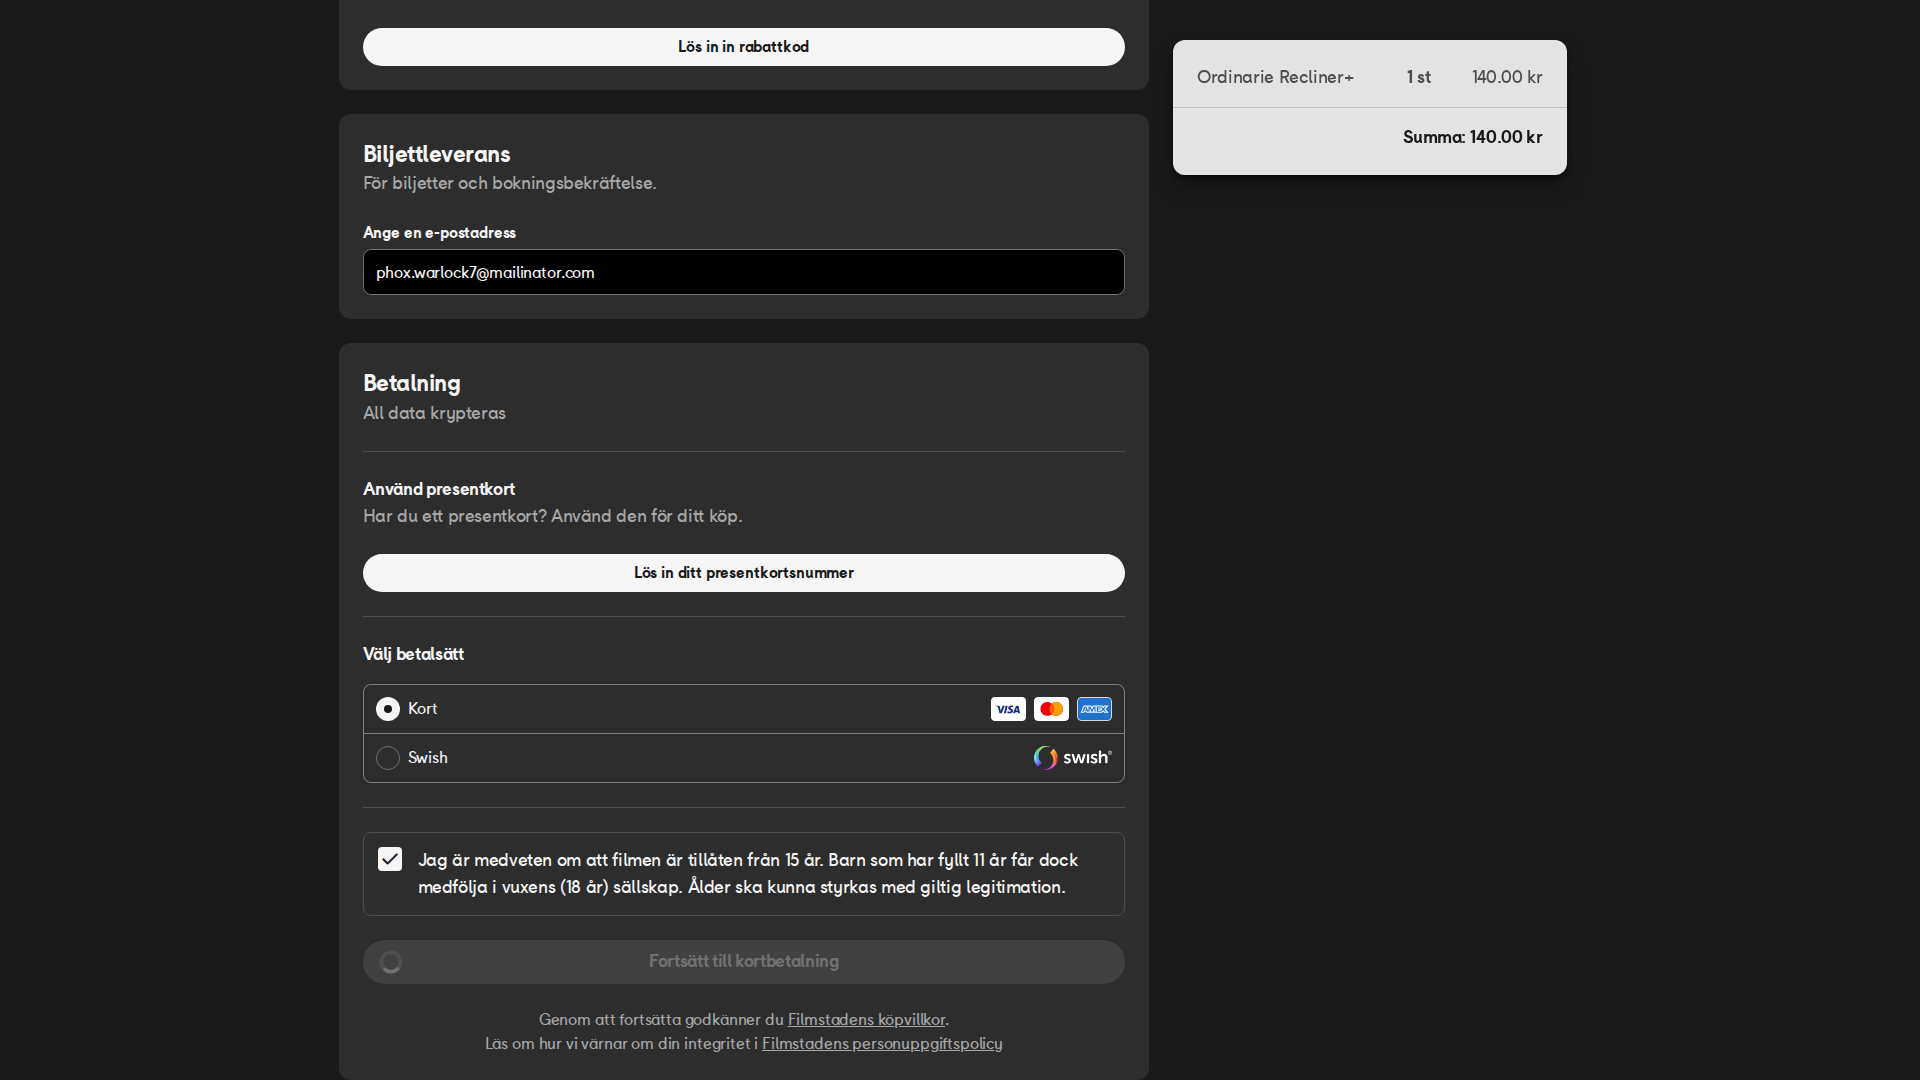 Lös in in rabattkod
Ordinarie Recliner+ 1 st 140.00 kr
Summa: 140.00 kr
Biljettleverans
För biljetter och bokningsbekräftelse.
Ange en e-postadress
phox.warlock7@mailinator.com
Betalning
All data krypteras
Använd presentkort
Har du ett presentkort? Använd den för ditt köp.
Lös in ditt presentkortsnummer
Välj betalsätt
Kort VISA AMEX
Swish swish®
Jag är medveten om att filmen är tillåten från 15 år. Barn som har fyllt 11 år får dock
medfölja i vuxens (18 år) sällskap. Ålder ska kunna styrkas med giltig legitimation.
Fortsätt till kortbetalning
Genom att fortsätta godkänner du Filmstadens köpvillkor.
Läs om hur vi värnar om din integritet i Filmstadens personuppgiftspolicy